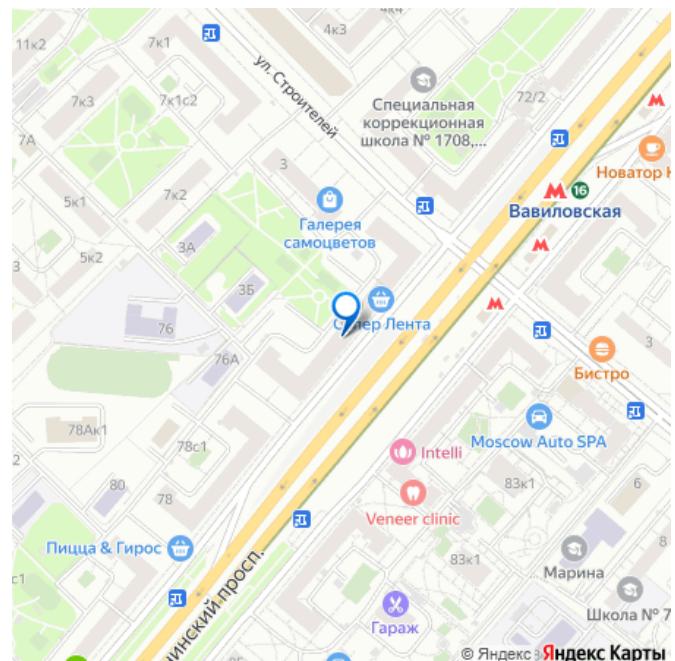 11к2
7к1
4к4
4к3
ул. Строителей
Специальная
коррекционная
школа № 1708,...
72/2
7к3
7к1с2
7А
3
Новатор К
5к1
7к2
16
Вавиловская
Галерея
самоцветов
3А
5к2
3Б
76
Лента
3
76А
Бистро
78Ак1
Moscow Auto SPA
2
78с1
Intelli
80
78
83к1
6
Veneer clinic
Пицца & Гирос
83к1
8
Марина
с1
инский просп.
Гараж
Школа № 7
© Яндекс
Яндекс Карты